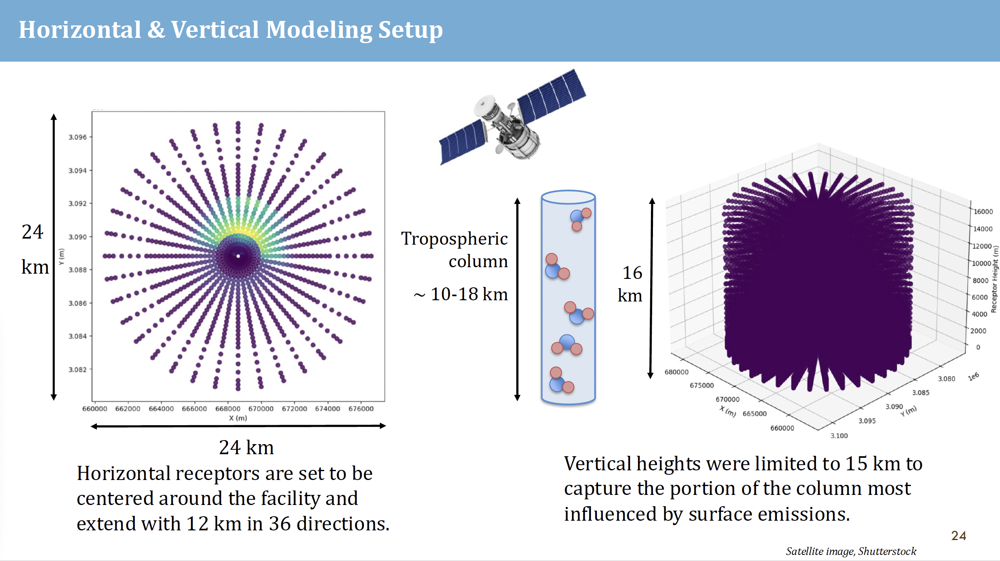 Horizontal & Vertical Modeling Setup
24
km
3.096
3.094
3.092
3.090
3.088
3.086
3.084
3.082
Y (m)
660000 662000 664000 666000 668000 670000 672000 674000 676000
X (m)
24 km
Horizontal receptors are set to be
centered around the facility and
extend with 12 km in 36 directions.
Tropospheric
column
~ 10-18 km
16
km
16000
14000
12000
10000
8000
6000
4000
2000
0
Receptor Height (m)
680000
675000
670000
665000
660000
X (m)
3.080
3.085
3.090
3.095
3.100
1e6
Y (m)
Vertical heights were limited to 15 km to
capture the portion of the column most
influenced by surface emissions.
24
Satellite image, Shutterstock